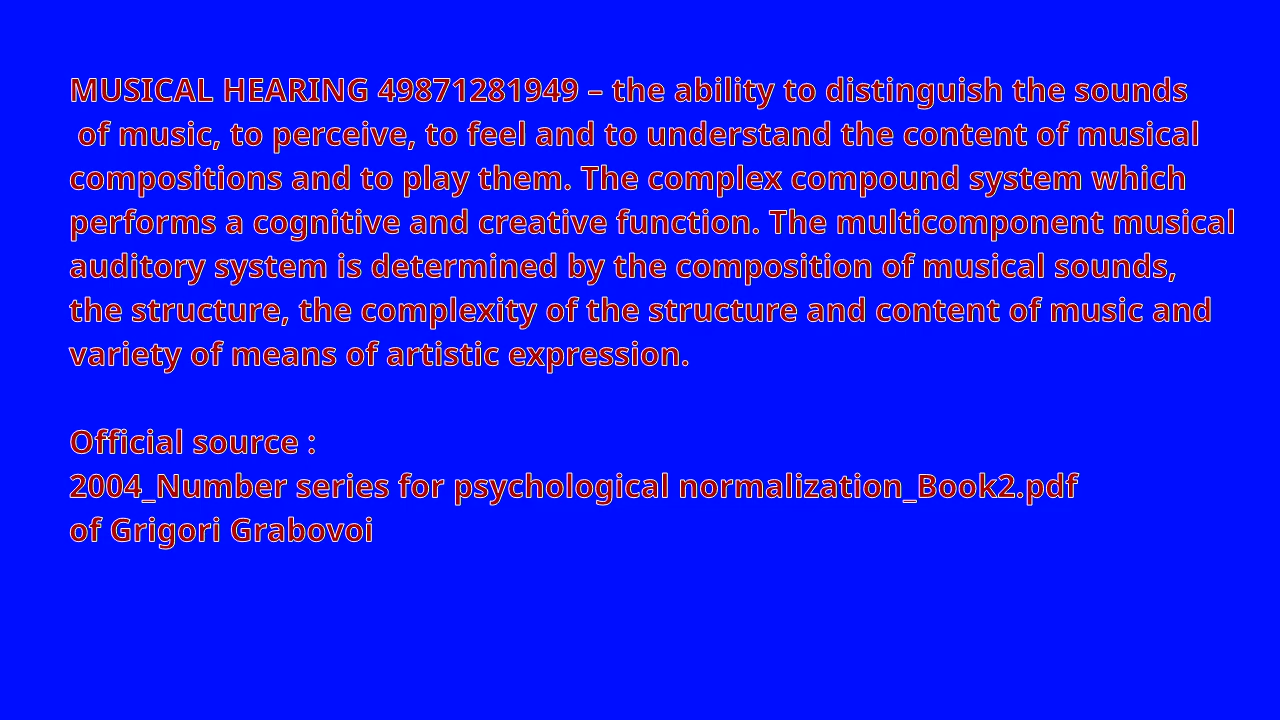 MUSICAL HEARING 49871281949 – the ability to distinguish the sounds
of music, to perceive, to feel and to understand the content of musical
compositions and to play them. The complex compound system which
performs a cognitive and creative function. The multicomponent musical
auditory system is determined by the composition of musical sounds,
the structure, the complexity of the structure and content of music and
variety of means of artistic expression.
Official source :
2004_Number series for psychological normalization_Book2.pdf
of Grigori Grabovoi